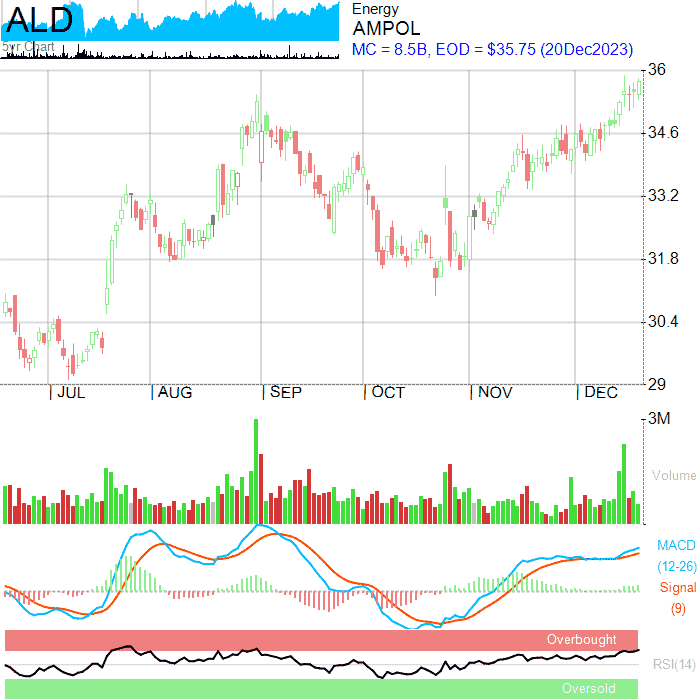 ALD
5yr Chart
Energy
AMPOL
MC = 8.5B, EOD = $35.75 (20Dec2023)
36
34.6
33.2
31.8
30.4
29
JUL AUG SEP OCT NOV DEC
3M
Volume
MACD
(12-26)
Signal
(9)
Overbought
RSI(14)
Oversold